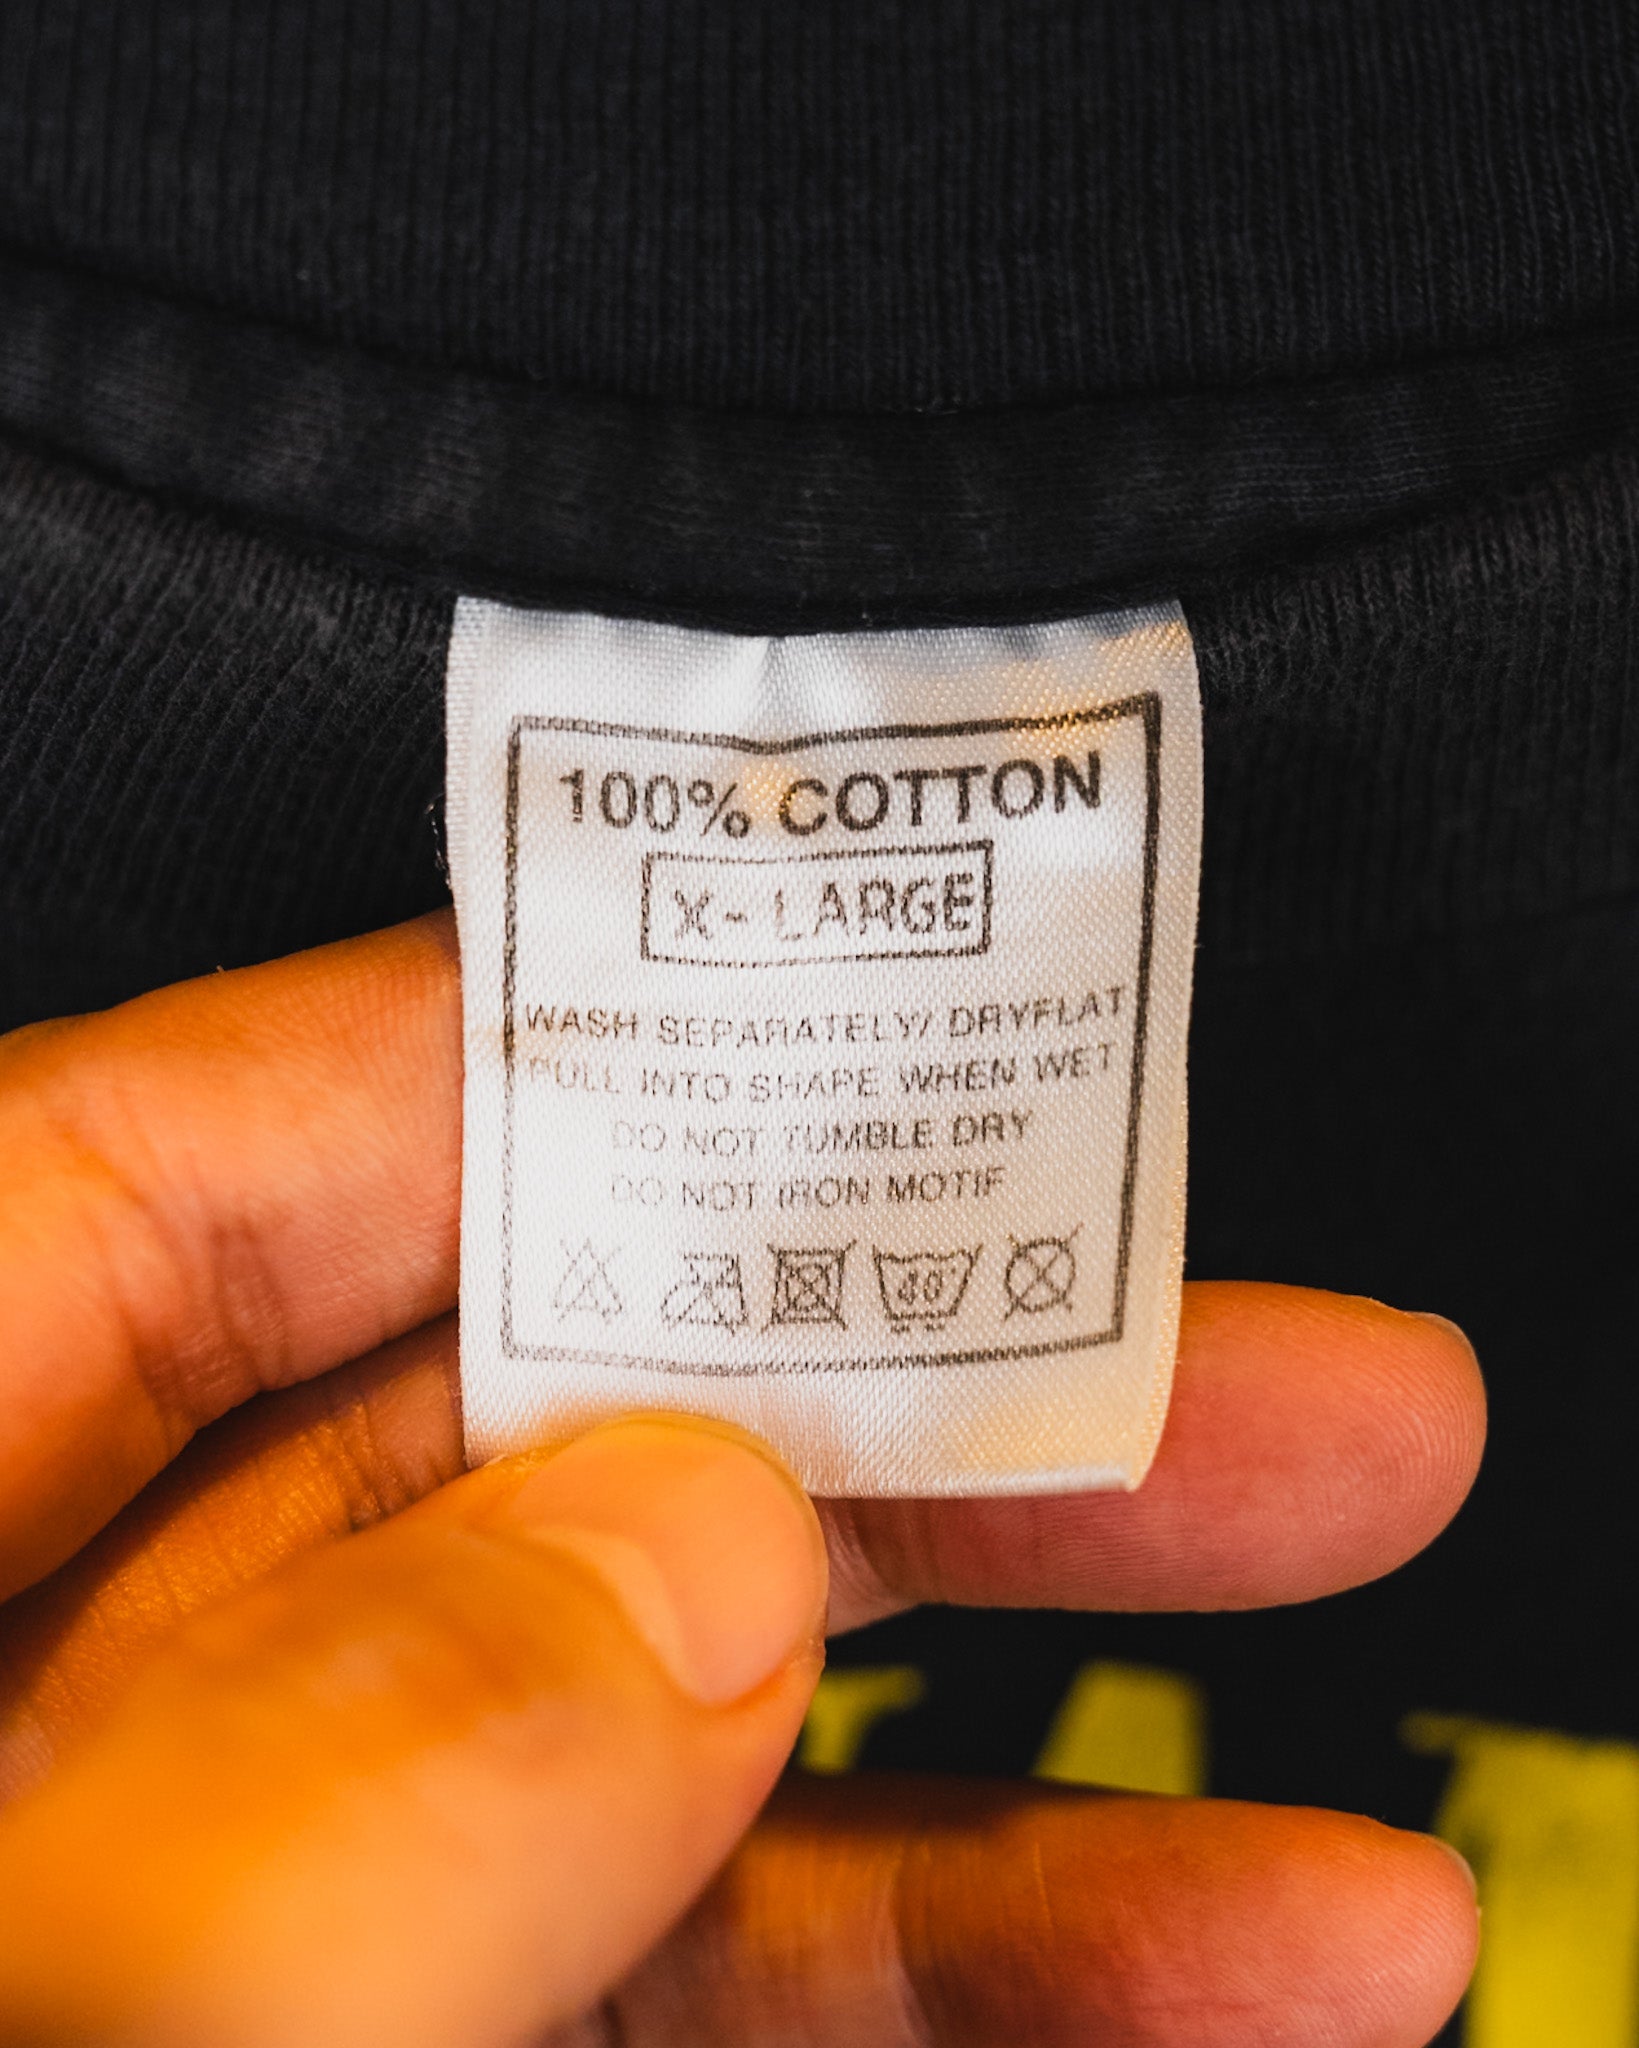 100% COTTON
X-LARGE
WASH SEPARATELY/ DRYFLAT
PULL INTO SHAPE WHEN WET
DO NOT TUMBLE DRY
DO NOT IRON MOTIF
40°